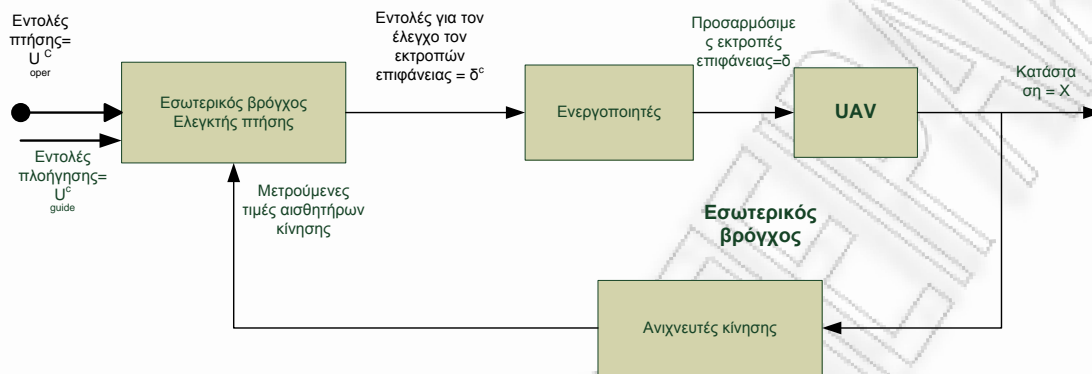 Εντολές
πτήσης=
U c
oper
Εντολές
πλοήγησης=
U c
guide
Εσωτερικός βρόγχος
Ελεγκτής πτήσης
Εντολές για τον
έλεγχο τον
εκτροπών
επιφάνειας = δc
Ενεργοποιητές
Προσαρμόσιμε
ς εκτροπές
επιφάνειας=δ
UAV
Κατάστα
ση = X
Μετρούμενες
τιμές αισθητήρων
κίνησης
Εσωτερικός
βρόγχος
Ανιχνευτές κίνησης